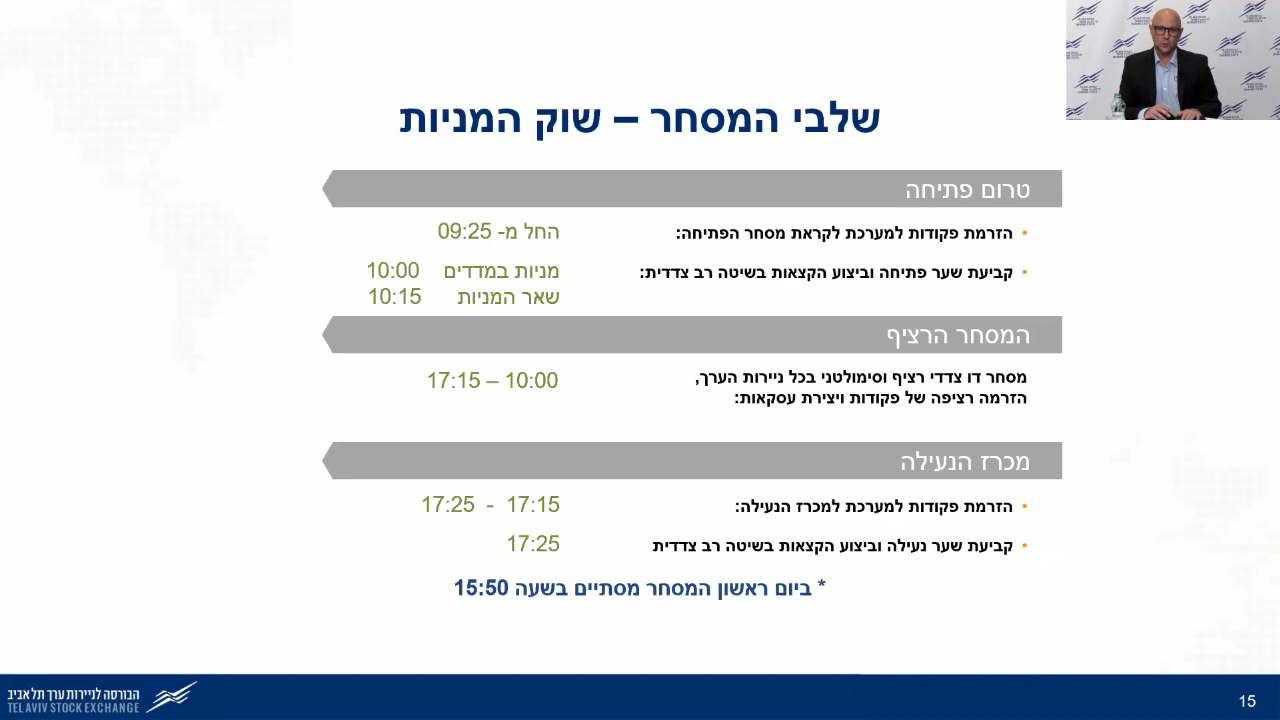 שלבי המסחר – שוק המניות
טרום פתיחה
• הזרמת פקודות למערכת לקראת מסחר הפתיחה: החל מ- 09:25
• קביעת שער פתיחה וביצוע הקצאות בשיטה רב צדדית: מניות במדדים 10:00
שאר המניות 10:15
המסחר הרציף
מסחר דו צדדי רציף וסימולטני בכל ניירות הערך, 10:00 – 17:15
הזרמה רציפה של פקודות ויצירת עסקאות:
מכרז הנעילה
• הזרמת פקודות למערכת למכרז הנעילה: 17:15 - 17:25
• קביעת שער נעילה וביצוע הקצאות בשיטה רב צדדית 17:25
* ביום ראשון המסחר מסתיים בשעה 15:50
הבורסה לניירות ערך תל אביב
TEL AVIV STOCK EXCHANGE
15